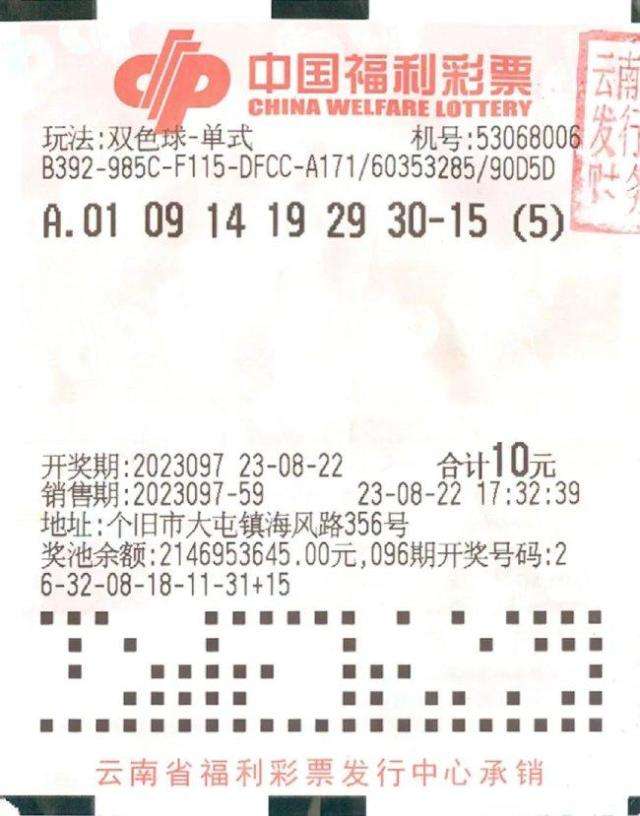 中国福利彩票
CHINA WELFARE LOTTERY
云南
发行
财务
玩法:双色球-单式 机号:53068006
B392-985C-F115-DFCC-A171/60353285/90D5D
A.01 09 14 19 29 30-15 (5)
开奖期:2023097 23-08-22 合计10元
销售期:2023097-59 23-08-22 17:32:39
地址:个旧市大屯镇海风路356号
奖池余额:2146953645.00元,096期开奖号码:2
6-32-08-18-11-31+15
云南省福利彩票发行中心承销